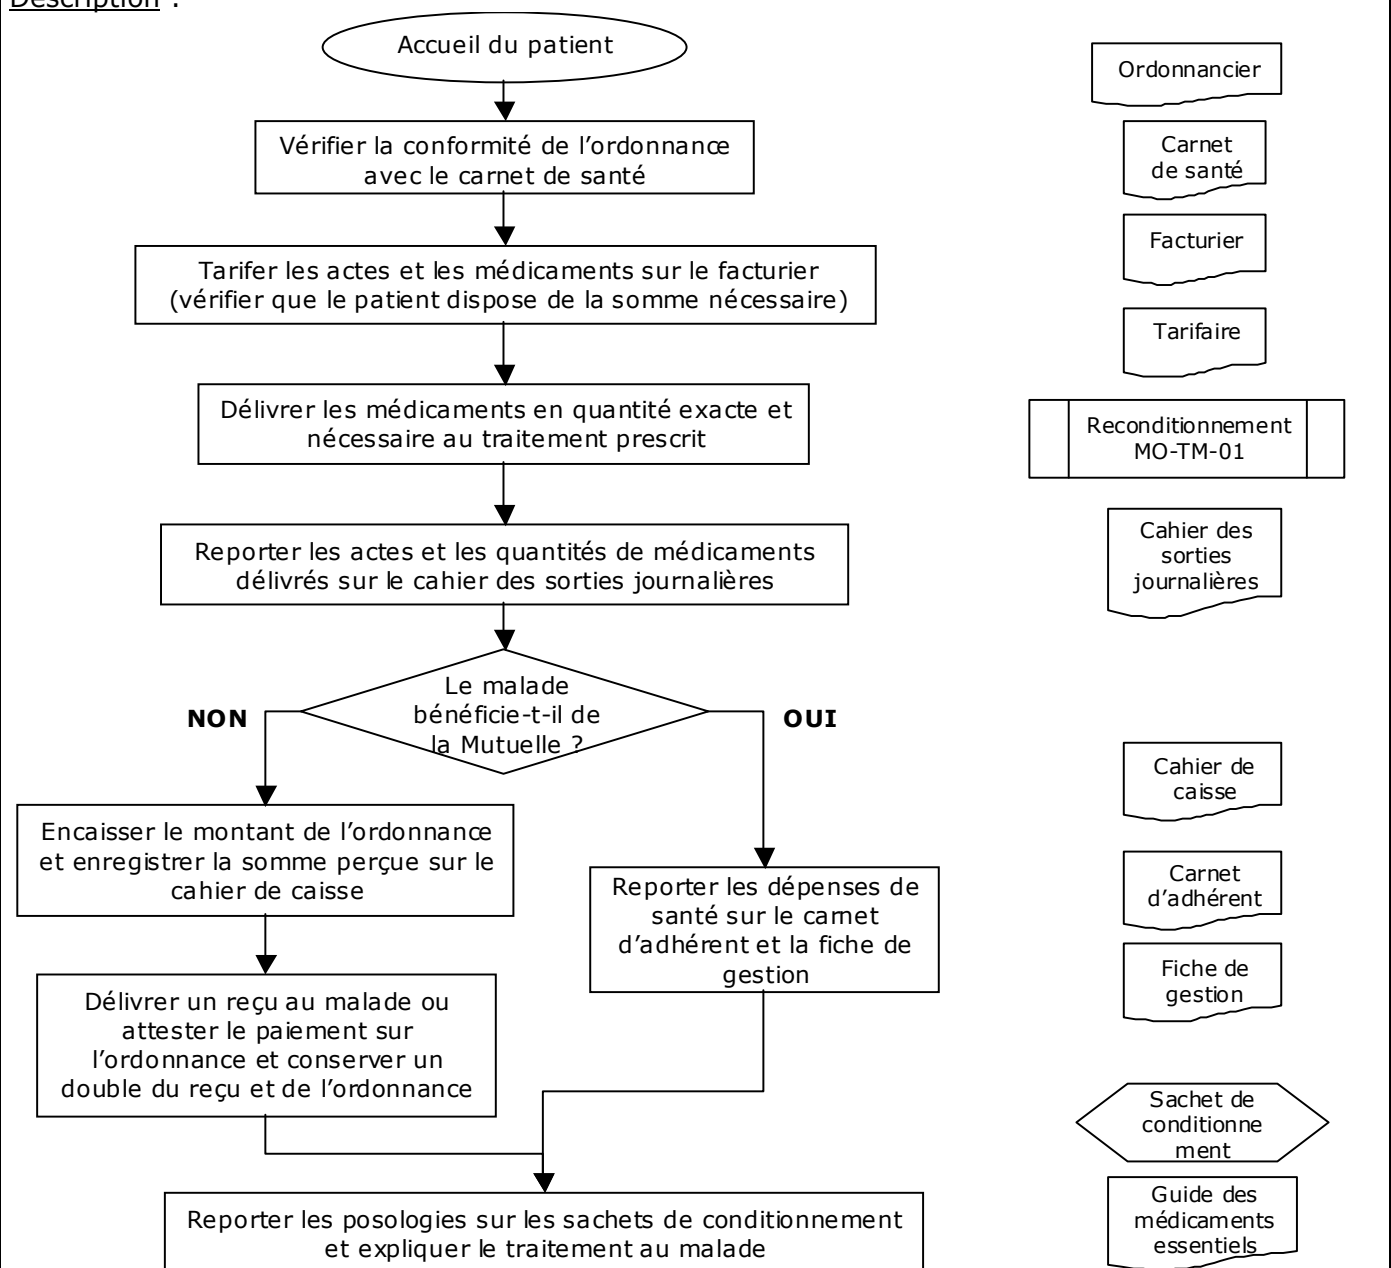 Description :
Accueil du patient
Ordonnancier
Vérifier la conformité de l’ordonnance
avec le carnet de santé
Carnet
de santé
Tarifer les actes et les médicaments sur le facturier
(vérifier que le patient dispose de la somme nécessaire)
Facturier
Tarifaire
Délivrer les médicaments en quantité exacte et
nécessaire au traitement prescrit
Reconditionnement
MO-TM-01
Reporter les actes et les quantités de médicaments
délivrés sur le cahier des sorties journalières
Cahier des
sorties
journalières
Le malade
bénéficie-t-il de
la Mutuelle ?
NON
OUI
Cahier de
caisse
Encaisser le montant de l’ordonnance
et enregistrer la somme perçue sur le
cahier de caisse
Reporter les dépenses de
santé sur le carnet
d’adhérent et la fiche de
gestion
Carnet
d’adhérent
Fiche de
gestion
Délivrer un reçu au malade ou
attester le paiement sur
l’ordonnance et conserver un
double du reçu et de l’ordonnance
Sachet de
conditionne
ment
Reporter les posologies sur les sachets de conditionnement
et expliquer le traitement au malade
Guide des
médicaments
essentiels